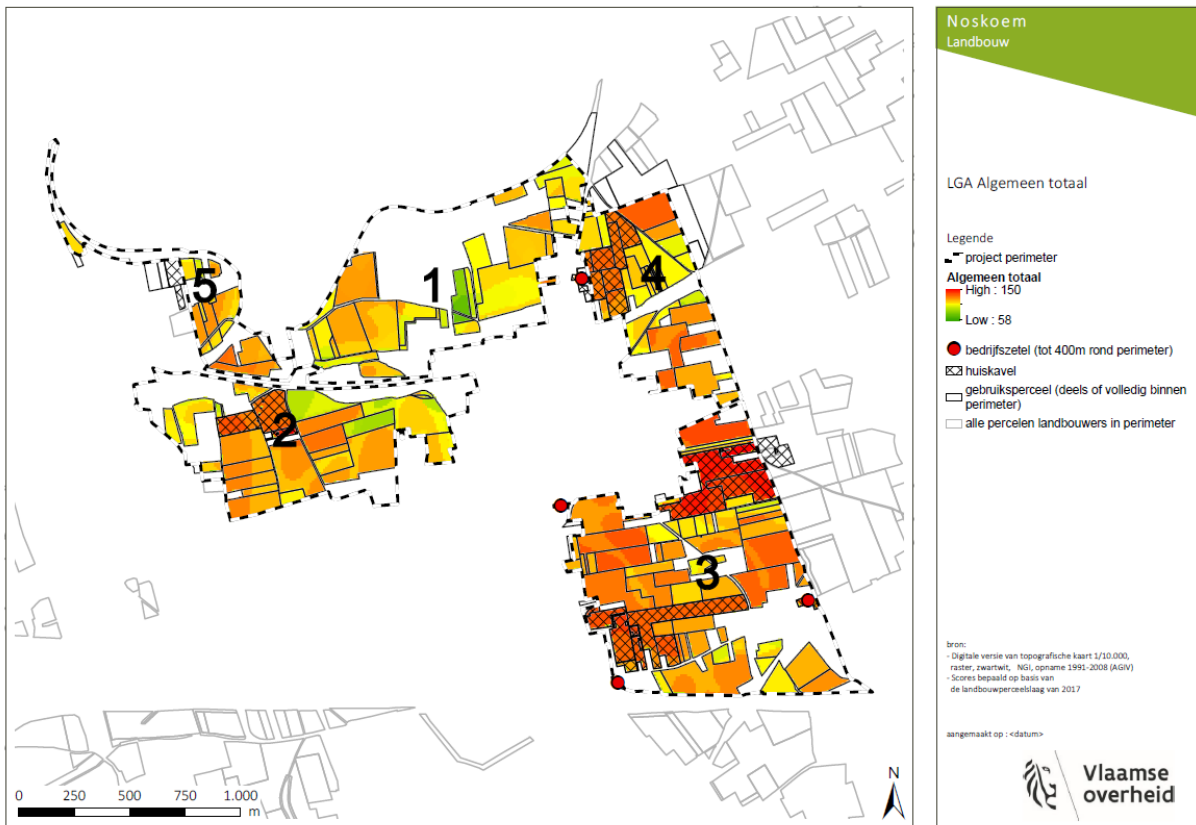 5
1
4
2
3
0 250 500 750 1.000
m
N
Noskoem
Landbouw
LGA Algemeen totaal
Legende
project perimeter
Algemeen totaal
High : 150
Low : 58
bedrijfszetel (tot 400m rond perimeter)
huiskavel
gebruiksperceel (deels of volledig binnen
perimeter)
alle percelen landbouwers in perimeter
bron:
- Digitale versie van topografische kaart 1/10.000,
raster, zwartwit, NGI, opname 1991-2008 (AGIV)
- Scores bepaald op basis van
de landbouwperceelslaag van 2017
aangemaakt op : <datum>
Vlaamse
overheid